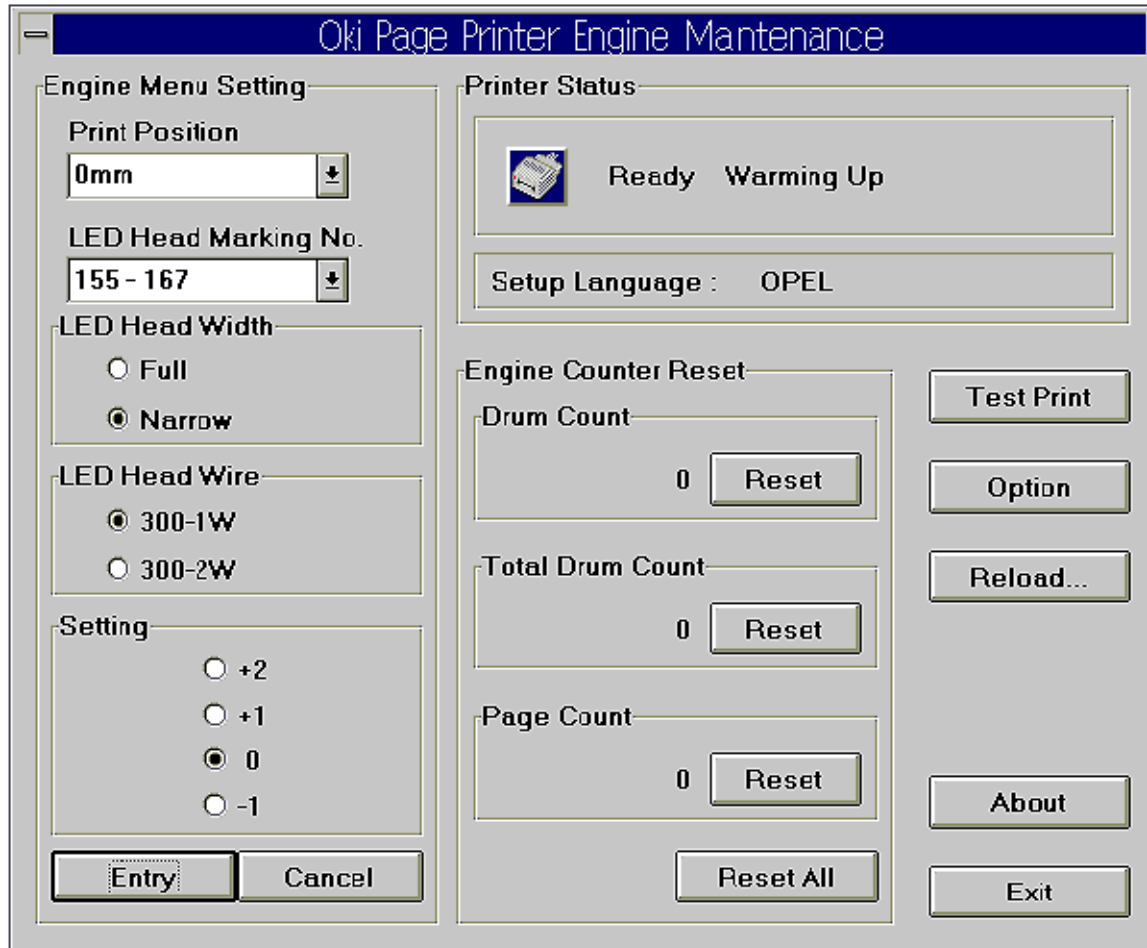 Oki Page Printer Engine Mantenance
Engine Menu Setting
Print Position
0mm
LED Head Marking No.
155 - 167
LED Head Width
Full
Narrow
LED Head Wire
300-1W
300-2W
Setting
+2
+1
0
-1
Entry
Cancel
Printer Status
Ready Warming Up
Setup Language : OPEL
Engine Counter Reset
Drum Count
0 Reset
Total Drum Count
0 Reset
Page Count
0 Reset
Reset All
Test Print
Option
Reload...
About
Exit